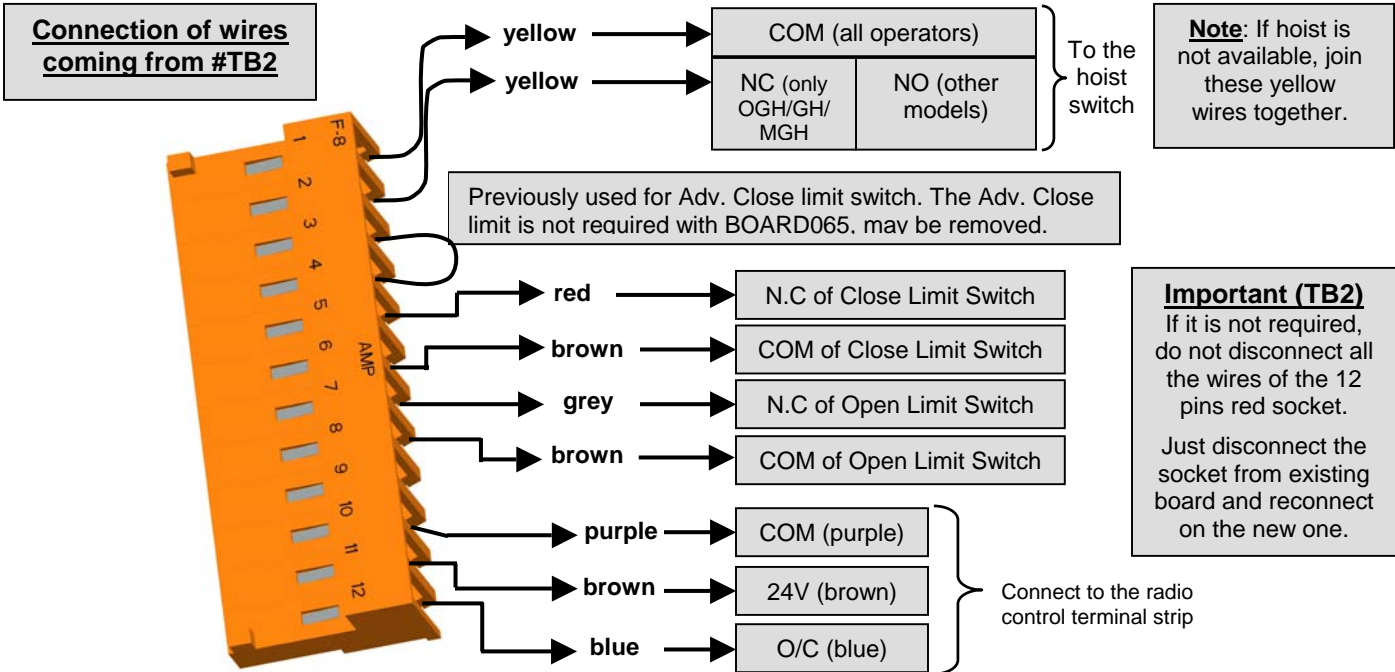 Connection of wires
coming from #TB2
yellow
COM (all operators)
yellow
NC (only
OGH/GH/
MGH
NO (other
models)
To the
hoist
switch
Note: If hoist is
not available, join
these yellow
wires together.
Previously used for Adv. Close limit switch. The Adv. Close
limit is not required with BOARD065, may be removed.
F-8
1
2
3
4
5
6
AMP
7
8
9
10
11
12
red
N.C of Close Limit Switch
brown
COM of Close Limit Switch
grey
N.C of Open Limit Switch
brown
COM of Open Limit Switch
Important (TB2)
If it is not required,
do not disconnect all
the wires of the 12
pins red socket.
Just disconnect the
socket from existing
board and reconnect
on the new one.
purple
COM (purple)
brown
24V (brown)
blue
O/C (blue)
Connect to the radio
control terminal strip